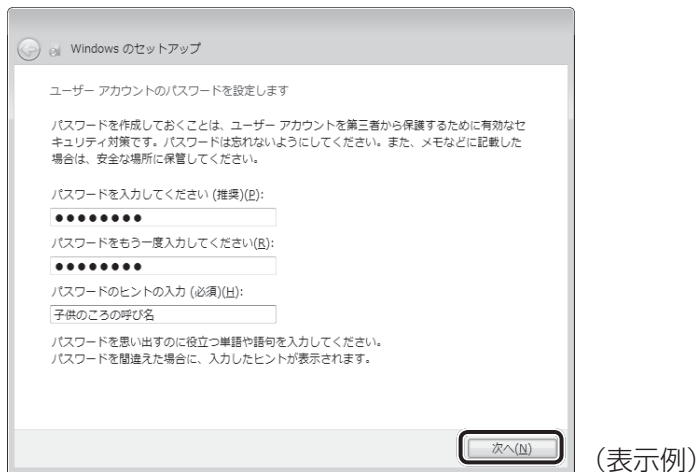 Windows のセットアップ
ユーザー アカウントのパスワードを設定します
パスワードを作成しておくことは、ユーザー アカウントを第三者から保護するために有効なセ
キュリティ対策です。パスワードは忘れないようにしてください。また、メモなどに記載した
場合は、安全な場所に保管してください。
パスワードを入力してください (推奨)(P):
●●●●●●●●
パスワードをもう一度入力してください(R):
●●●●●●●●
パスワードのヒントの入力 (必須)(H):
子供のころの呼び名
パスワードを思い出すのに役立つ単語や語句を入力してください。
パスワードを間違えた場合に、入力したヒントが表示されます。
次へ(N)
（表示例）